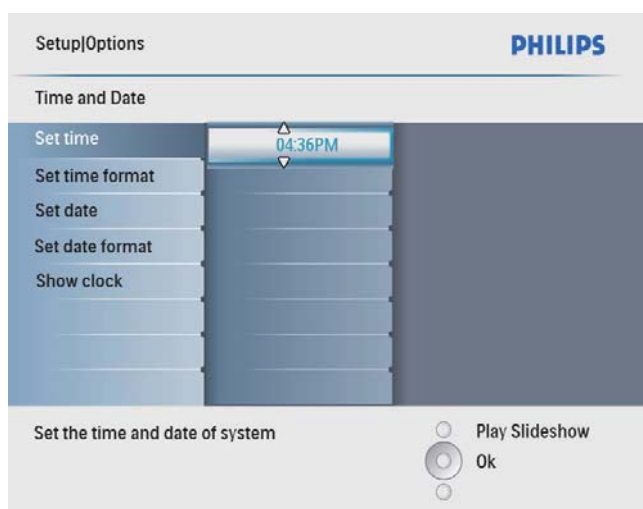 Setup|Options
PHILIPS
Time and Date
Set time
04:36PM
Set time format
Set date
Set date format
Show clock
Set the time and date of system
Play Slideshow
Ok